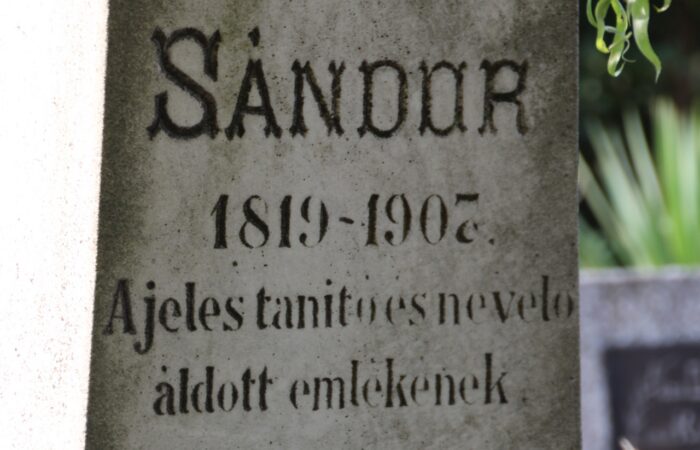 SÁNDOR
1819-1907.
A jeles tanitó és nevelő
áldott emlékének